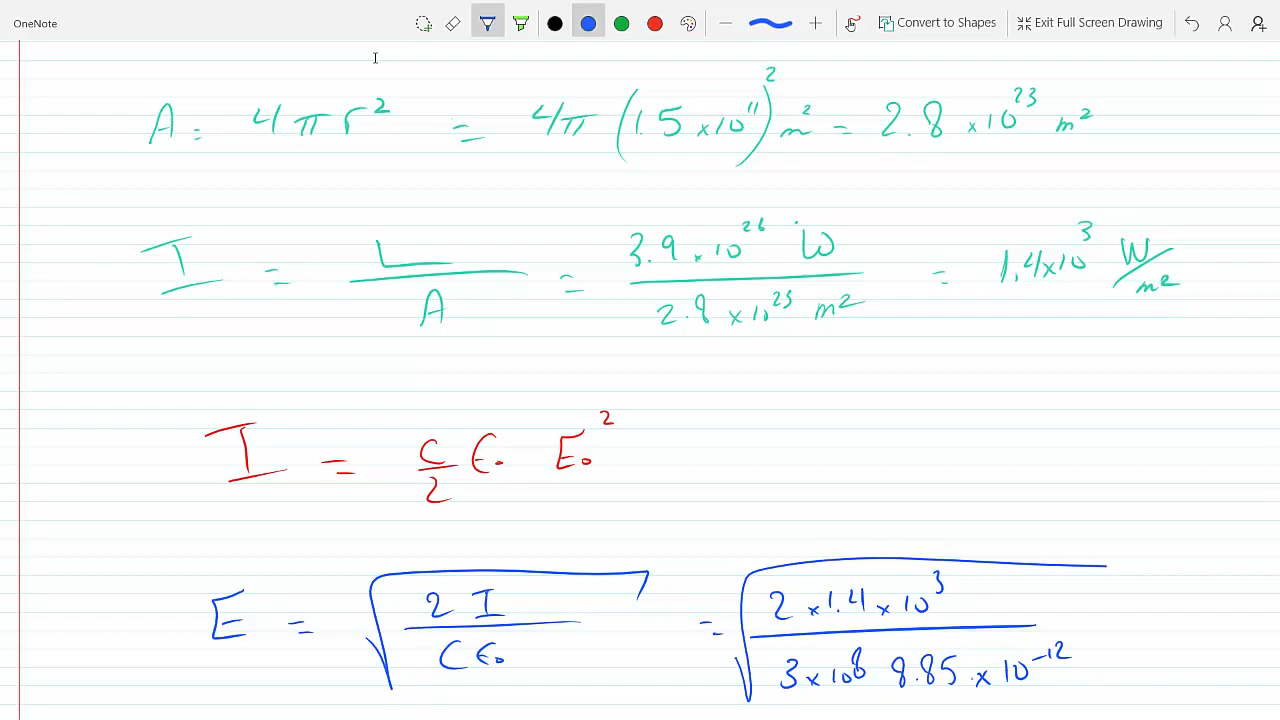 OneNote
Convert to Shapes
Exit Full Screen Drawing
A = 4πr² = 4π (1.5 × 10¹¹)² m² = 2.8 × 10²³ m²
I = L/A = 3.9 × 10²⁶ W / 2.8 × 10²³ m² = 1.4 × 10³ W/m²
I = c/2 ϵ₀ E₀²
E = √(2 I / C ϵ₀) = √(2 × 1.4 × 10³ / 3 × 10⁸ 8.85 × 10⁻¹²)